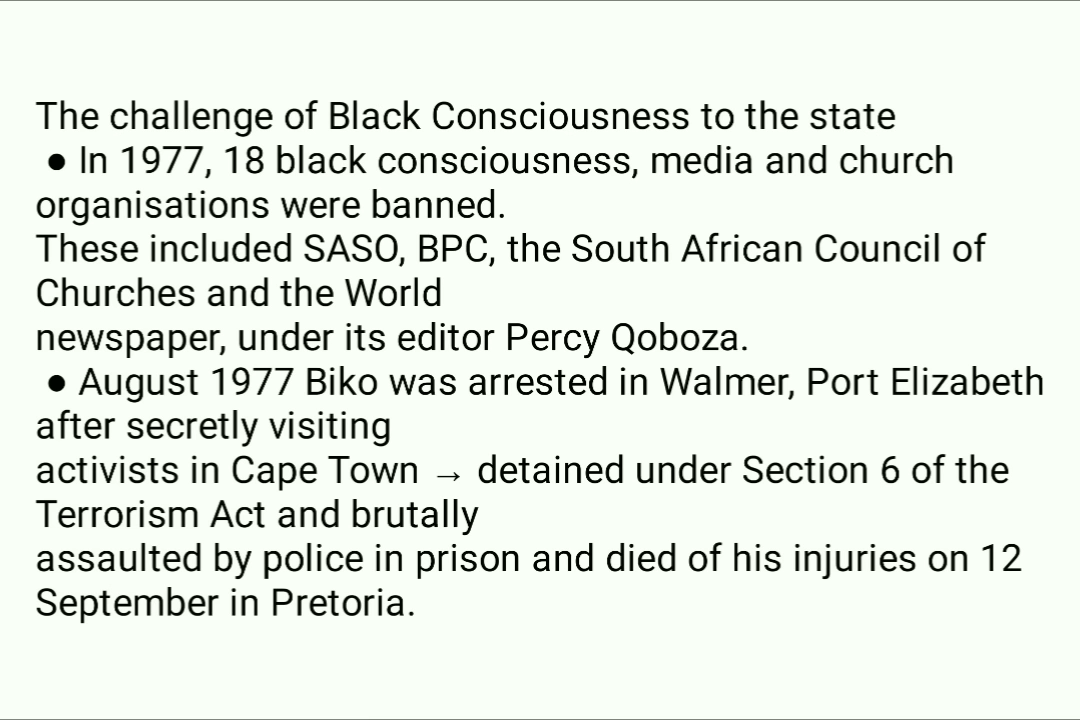 The challenge of Black Consciousness to the state
● In 1977, 18 black consciousness, media and church
organisations were banned.
These included SASO, BPC, the South African Council of
Churches and the World
newspaper, under its editor Percy Qoboza.
● August 1977 Biko was arrested in Walmer, Port Elizabeth
after secretly visiting
activists in Cape Town → detained under Section 6 of the
Terrorism Act and brutally
assaulted by police in prison and died of his injuries on 12
September in Pretoria.